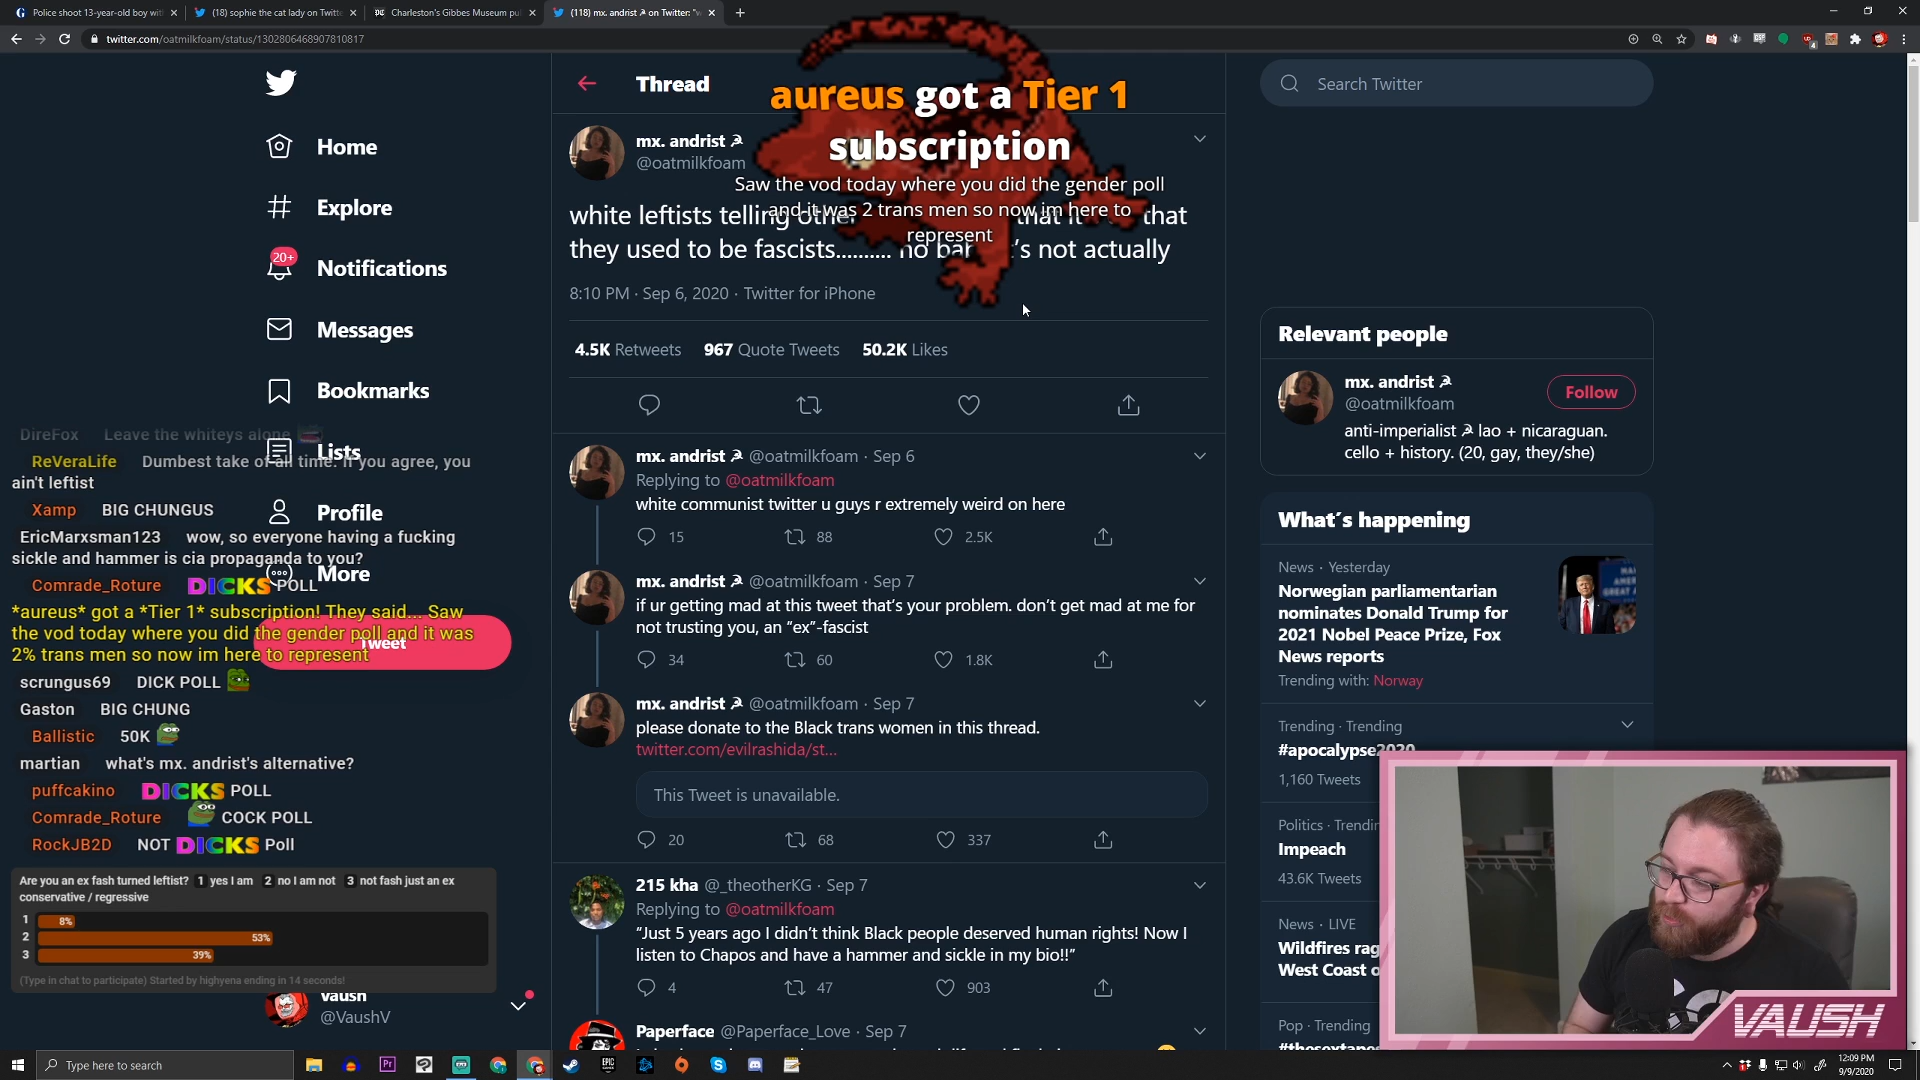 Police shoot 13-year-old boy wit
(18) sophie the cat lady on Twitt
Charleston's Gibbes Museum pu
(118) mx. andrist on Twitter: "w
twitter.com/oatmilkfoam/status/1302806468907810817
Home
Explore
20+
Notifications
Messages
Bookmarks
Lists
Profile
More
Tweet
Vaush
@VaushV
DireFox Leave the whiteys alone
ReVeraLife Dumbest take of all time. If you agree, you
ain't leftist
Xamp BIG CHUNGUS
EricMarxsman123 wow, so everyone having a fucking
sickle and hammer is cia propaganda to you?
Comrade_Roture DICKS POLL
*aureus* got a *Tier 1* subscription! They said... Saw
the vod today where you did the gender poll and it was
2% trans men so now im here to represent
scrungus69 DICK POLL
Gaston BIG CHUNG
Ballistic 50K
martian what's mx. andrist's alternative?
puffcakino DICKS POLL
Comrade_Roture COCK POLL
RockJB2D NOT DICKS Poll
Are you an ex fash turned leftist? 1 yes I am 2 no I am not 3 not fash just an ex
conservative / regressive
1 8%
2 53%
3 39%
(Type in chat to participate) Started by highyena ending in 14 seconds!
Thread
aureus got a Tier 1
subscription
Saw the vod today where you did the gender poll
and it was 2 trans men so now im here to
represent
mx. andrist ☭
@oatmilkfoam
white leftists telling other that
they used to be fascists.......... no 's not actually
8:10 PM · Sep 6, 2020 · Twitter for iPhone
4.5K Retweets 967 Quote Tweets 50.2K Likes
mx. andrist ☭ @oatmilkfoam · Sep 6
Replying to @oatmilkfoam
white communist twitter u guys r extremely weird on here
15 88 2.5K
mx. andrist ☭ @oatmilkfoam · Sep 7
if ur getting mad at this tweet that's your problem. don't get mad at me for
not trusting you, an "ex"-fascist
34 60 1.8K
mx. andrist ☭ @oatmilkfoam · Sep 7
please donate to the Black trans women in this thread.
twitter.com/evilrashida/st...
This Tweet is unavailable.
20 68 337
215 kha @_theotherKG · Sep 7
Replying to @oatmilkfoam
"Just 5 years ago I didn't think Black people deserved human rights! Now I
listen to Chapos and have a hammer and sickle in my bio!!"
4 47 903
Paperface @Paperface_Love · Sep 7
Search Twitter
Relevant people
mx. andrist ☭
@oatmilkfoam
Follow
anti-imperialist ☭ lao + nicaraguan.
cello + history. (20, gay, they/she)
What's happening
News · Yesterday
Norwegian parliamentarian
nominates Donald Trump for
2021 Nobel Peace Prize, Fox
News reports
Trending with: Norway
Trending · Trending
#apocalypse2020
1,160 Tweets
Politics · Trendin
Impeach
43.6K Tweets
News · LIVE
Wildfires rag
West Coast o
Pop · Trending
#thesextapes
VAUSH
Type here to search
12:09 PM
9/9/2020